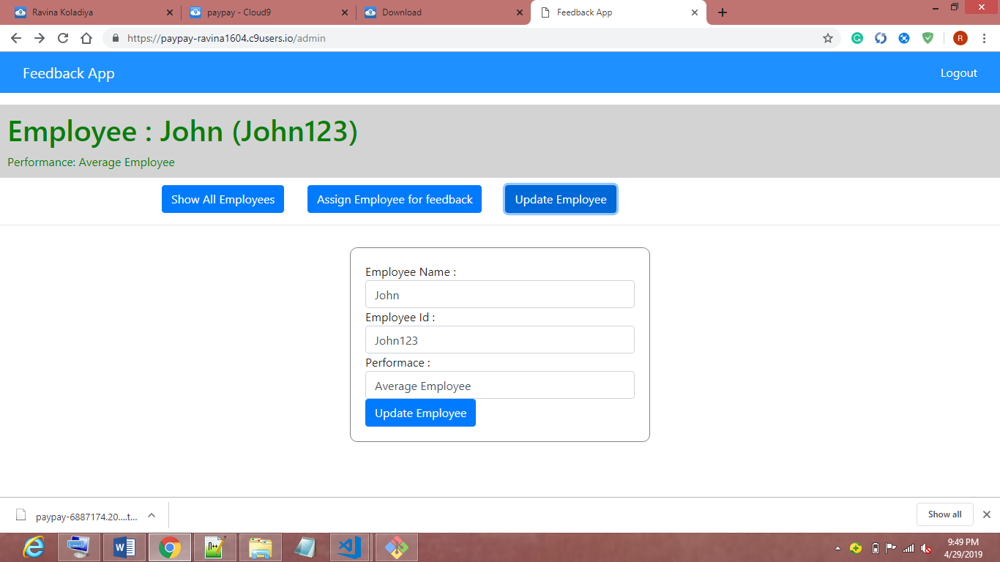 Ravina Koladiya
paypay - Cloud9
Download
Feedback App
https://paypay-ravina1604.c9users.io/admin
R
Feedback App
Logout
Employee : John (John123)
Performance: Average Employee
Show All Employees
Assign Employee for feedback
Update Employee
Employee Name :
John
Employee Id :
John123
Performace :
Average Employee
Update Employee
paypay-6887174.20....t...
Show all
9:49 PM
4/29/2019